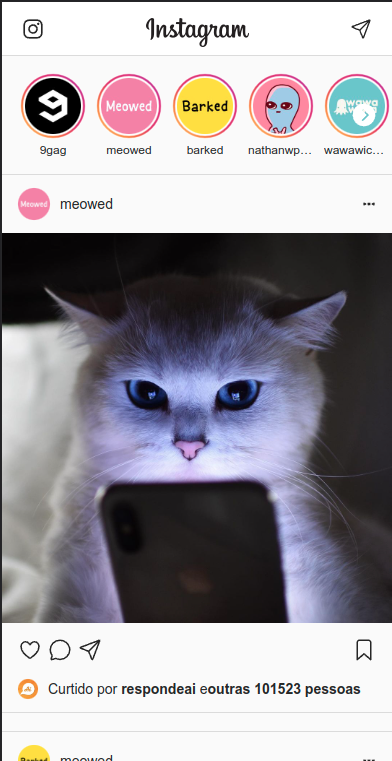 Instagram
9
Meowed
Barked
wawa
9gag
meowed
barked
nathanwp...
wawawic...
Meowed
meowed
Curtido por respondeai eoutras 101523 pessoas
Barked
meowed